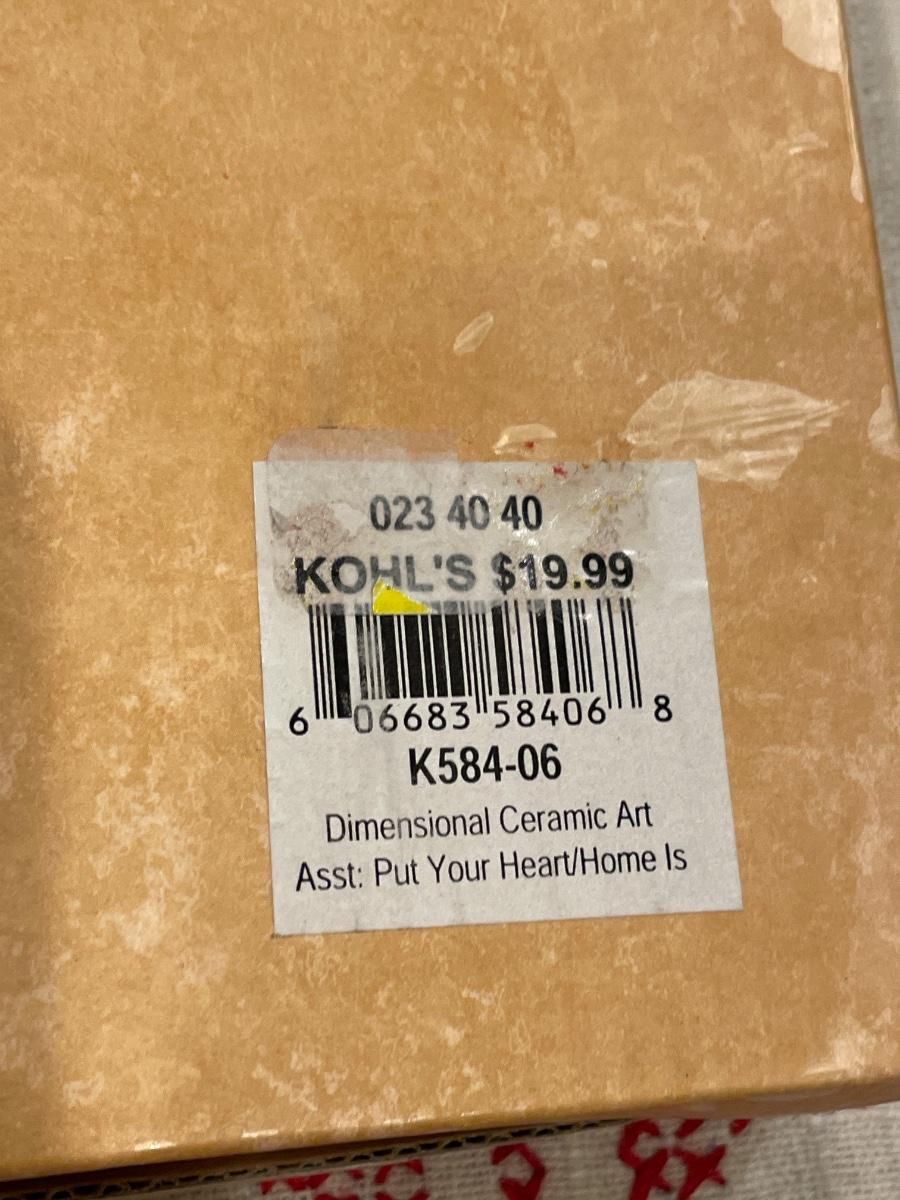 023 40 40
KOHL'S $19.99
6 06683 58406 8
K584-06
Dimensional Ceramic Art
Asst: Put Your Heart/Home Is